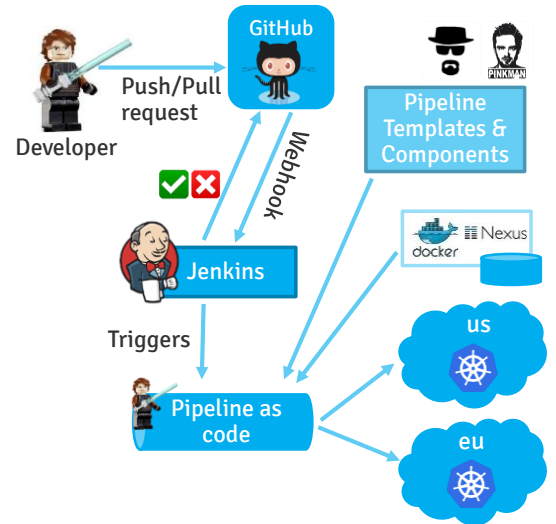 GitHub
Push/Pull
request
Developer
PINKMAN
Pipeline
Templates &
Components
Webhook
docker
Nexus
Jenkins
Triggers
us
Pipeline as
code
eu